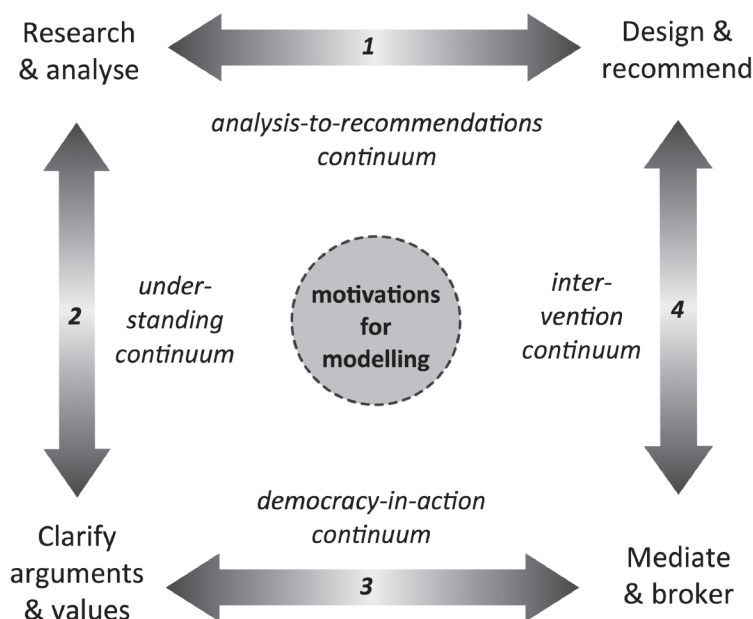 Research
& analyse
1
Design &
recommend
analysis-to-recommendations
continuum
2
under-
standing
continuum
motivations
for
modelling
inter-
vention
continuum
4
democracy-in-action
continuum
Clarify
arguments
& values
3
Mediate
& broker